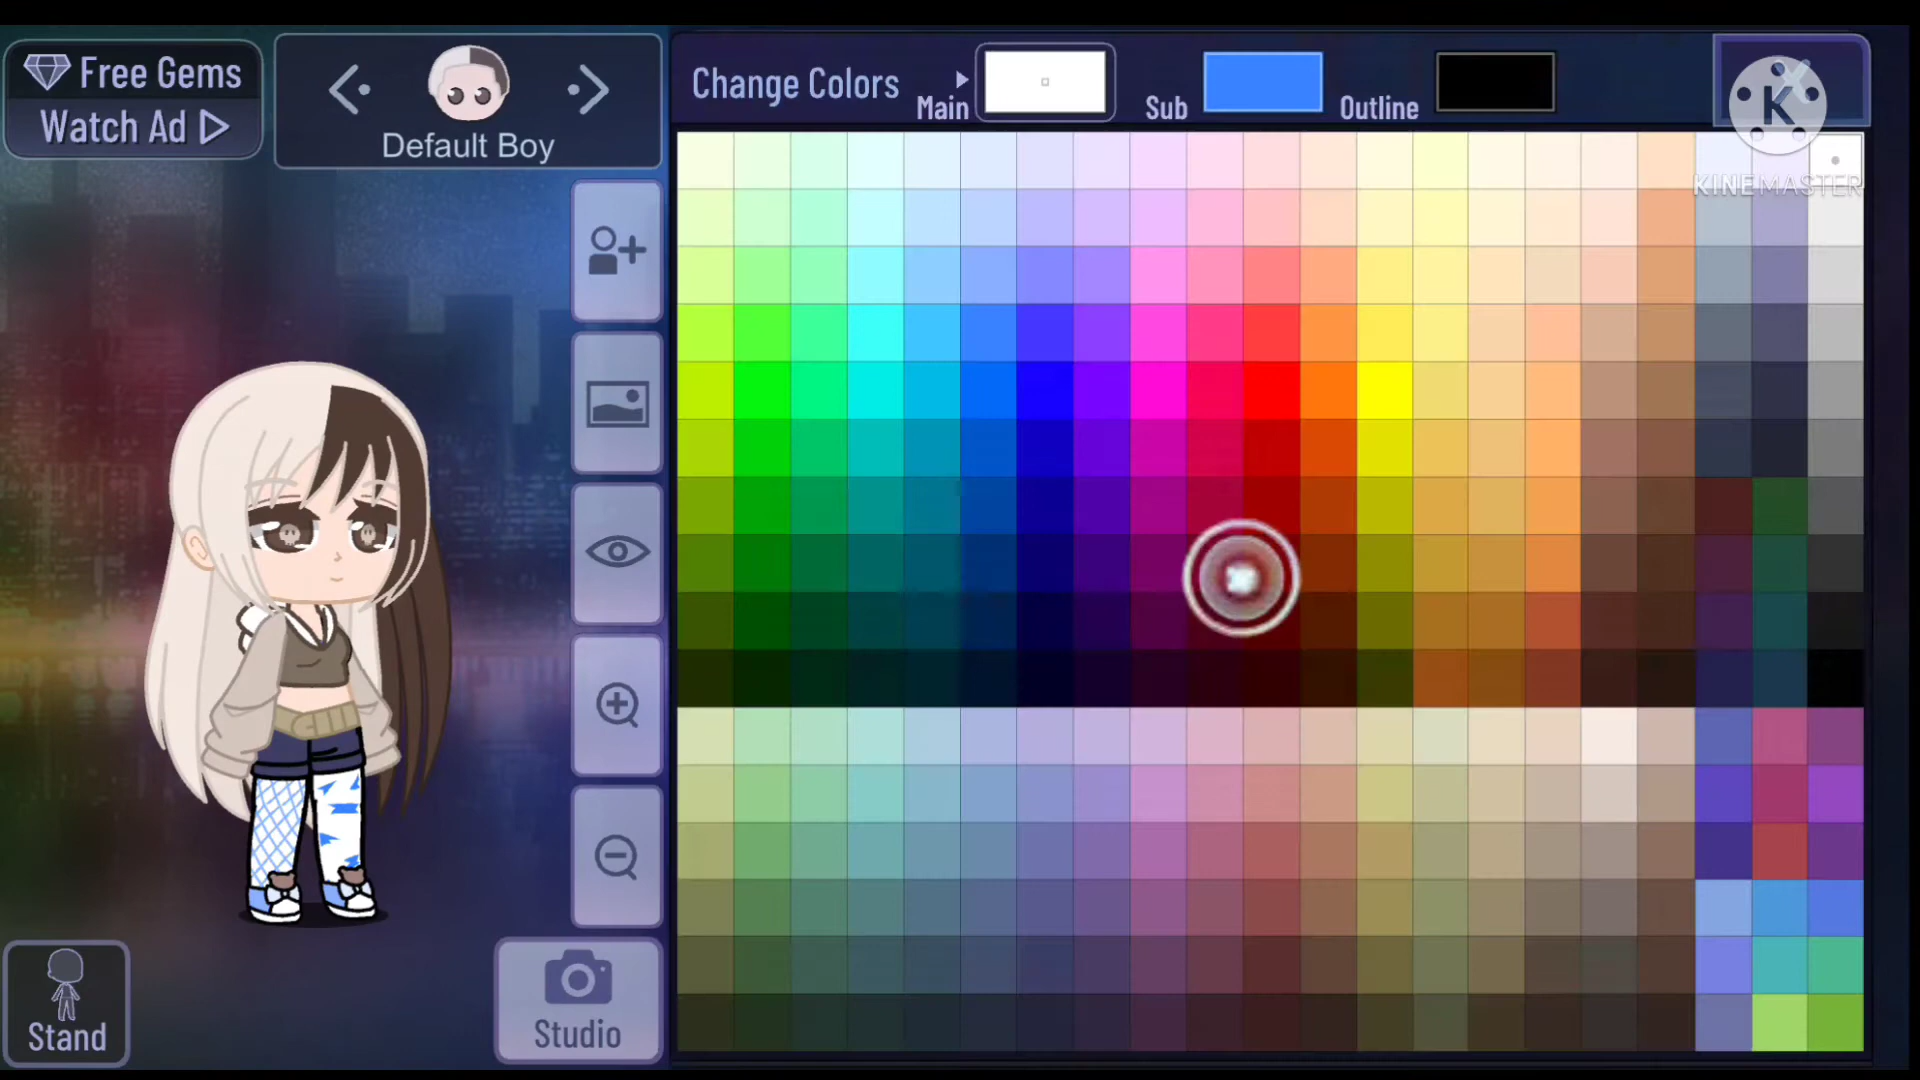 Free Gems
Watch Ad
Default Boy
Change Colors
Main
Sub
Outline
K
KINEMASTER
Stand
Studio